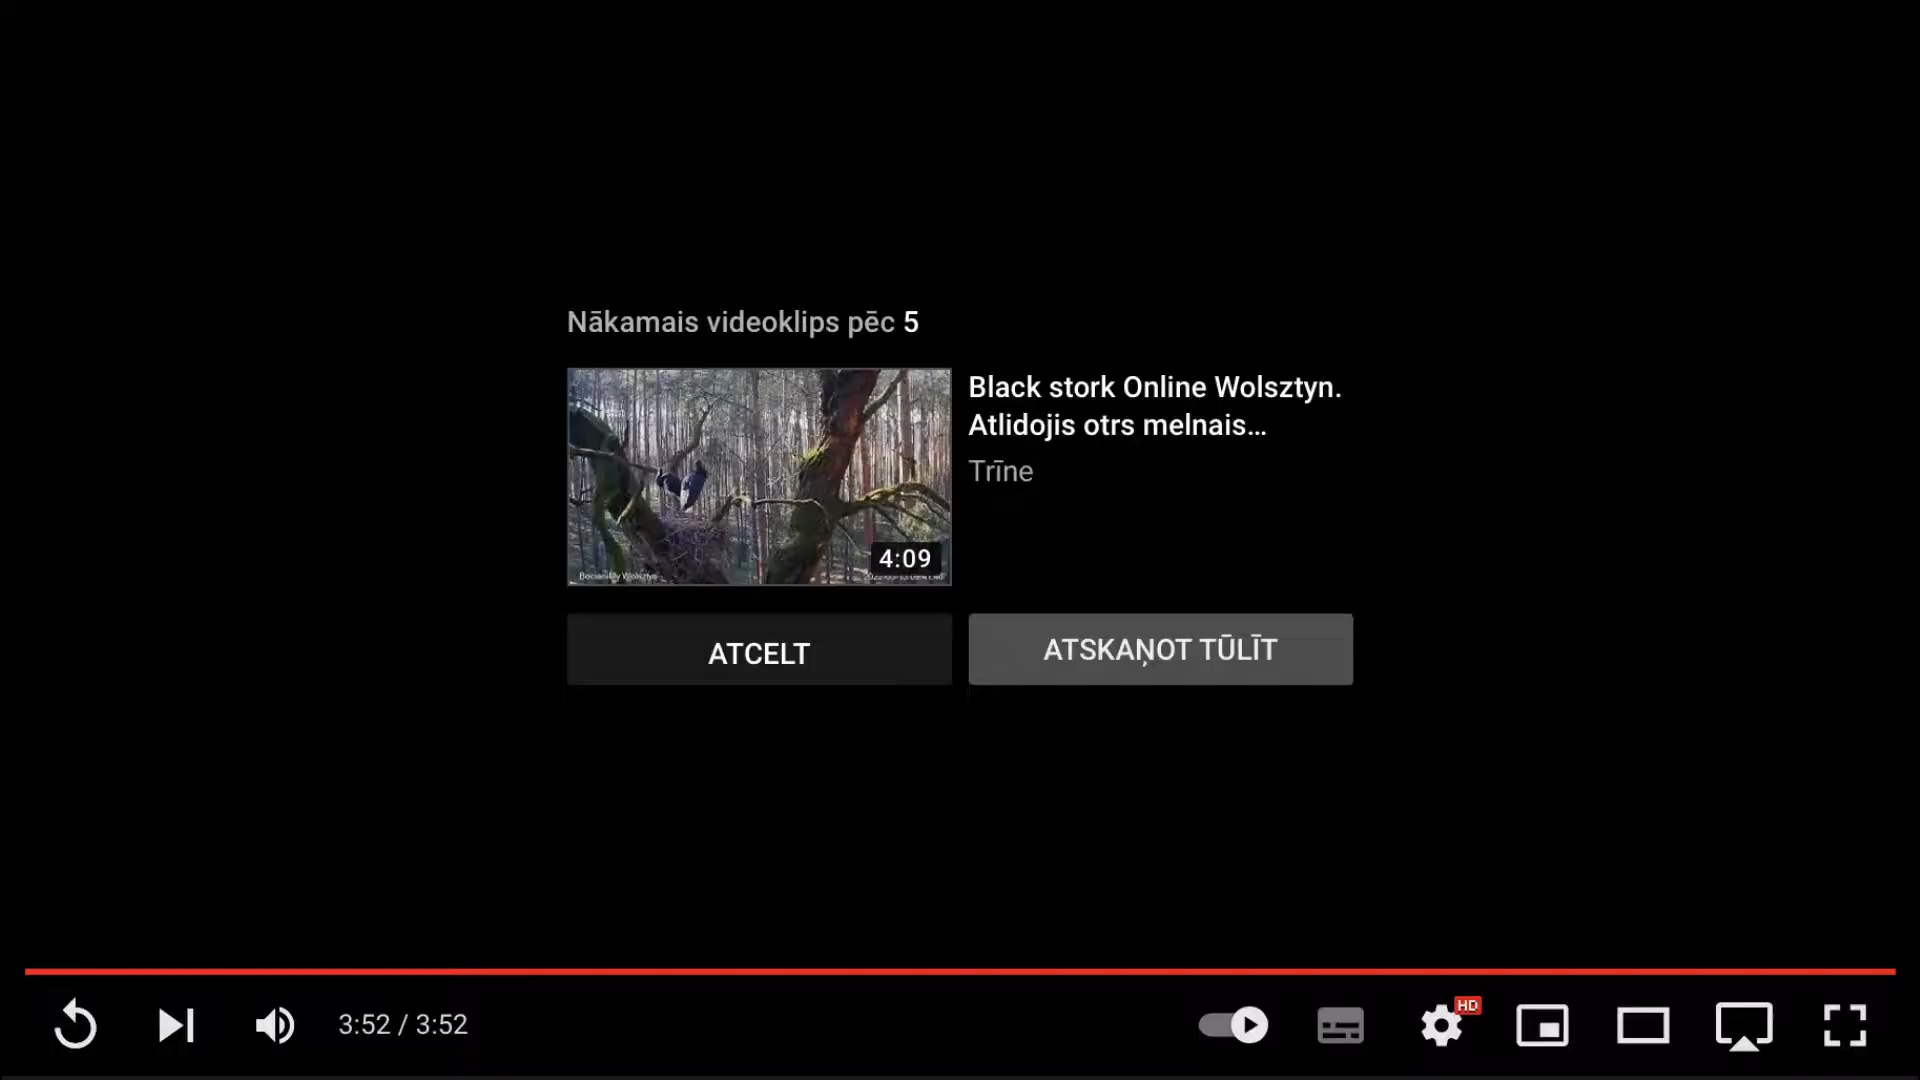 Nākamais videoklips pēc 5
Black stork Online Wolsztyn.
Atlidojis otrs melnais…
Trīne
4:09
ATCELT
ATSKAŅOT TŪLĪT
3:52 / 3:52
HD